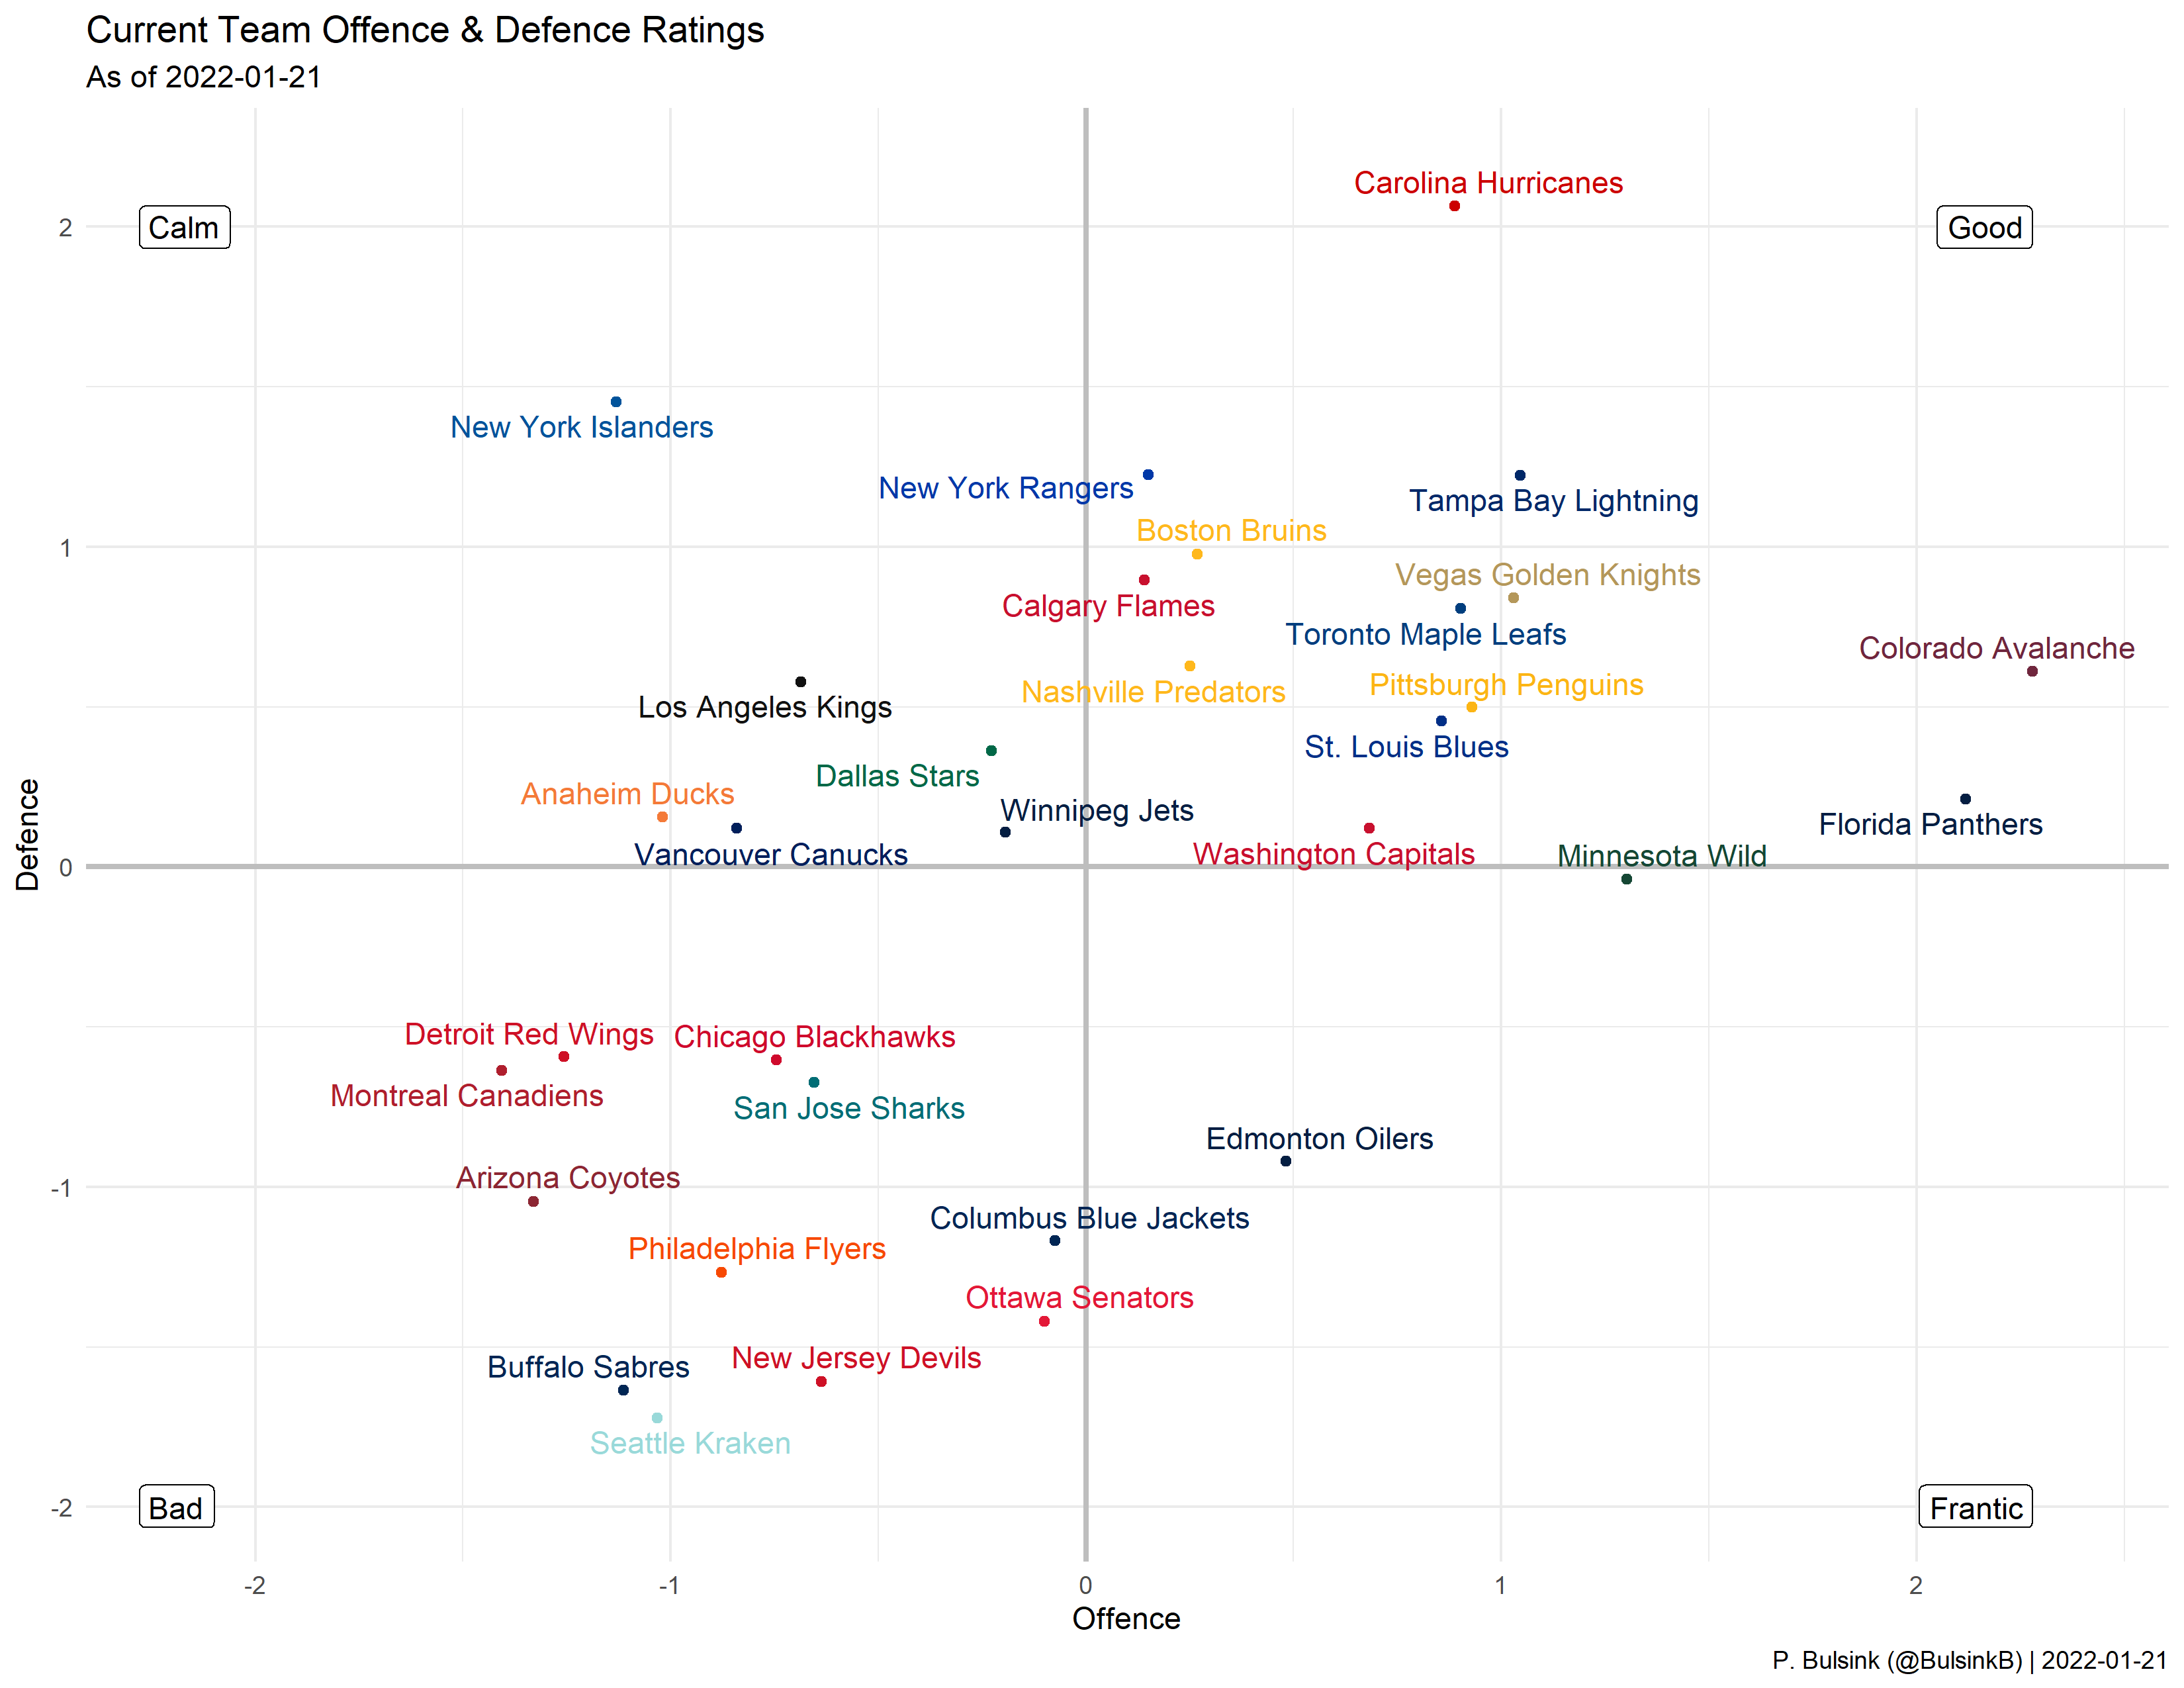 Current Team Offence & Defence Ratings
As of 2022-01-21
Carolina Hurricanes
Calm
Good
2
New York Islanders
New York Rangers
Tampa Bay Lightning
Boston Bruins
1
Vegas Golden Knights
Calgary Flames
Toronto Maple Leafs
Colorado Avalanche
Nashville Predators
Pittsburgh Penguins
Los Angeles Kings
St. Louis Blues
Dallas Stars
Anaheim Ducks
Winnipeg Jets
Florida Panthers
Vancouver Canucks
Washington Capitals
Minnesota Wild
Defence
0
Detroit Red Wings
Chicago Blackhawks
Montreal Canadiens
San Jose Sharks
Edmonton Oilers
Arizona Coyotes
-1
Columbus Blue Jackets
Philadelphia Flyers
Ottawa Senators
New Jersey Devils
Buffalo Sabres
Seattle Kraken
-2
Bad
Frantic
-2
-1
0
1
2
Offence
P. Bulsink (@BulsinkB) | 2022-01-21